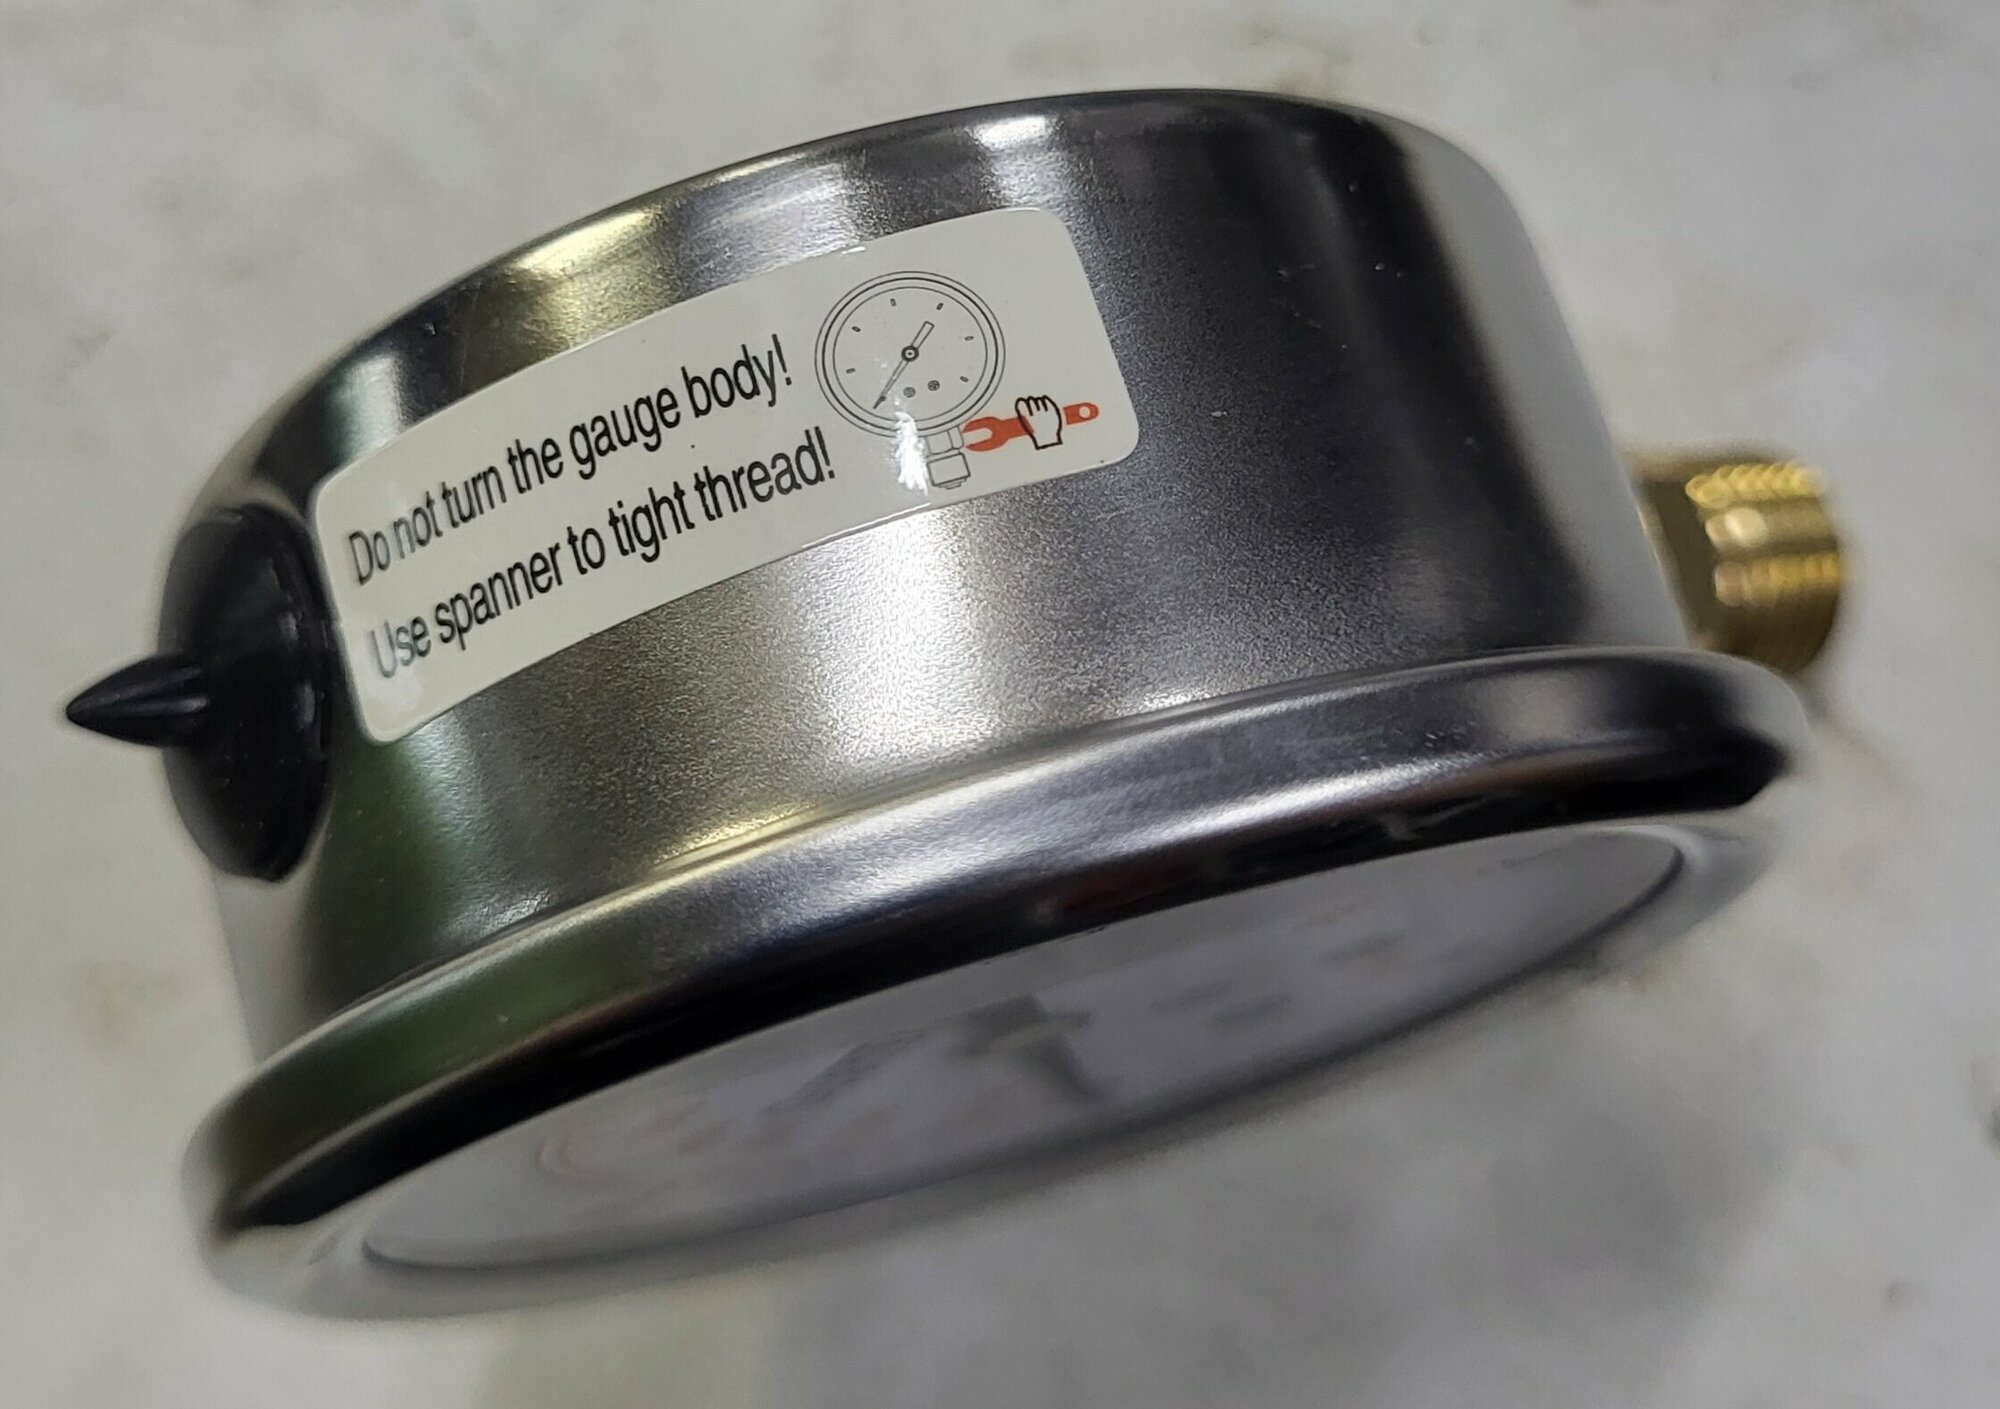 Do not turn the gauge body!
Use spanner to tight thread!